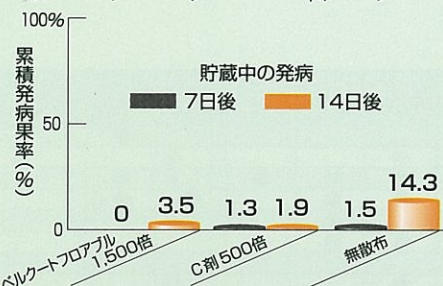 100%
累積発病果率(%)
50
0
貯蔵中の発病
7日後 14日後
0 3.5 1.3 1.9 1.5 14.3
ベルクートフロアブル
1,500倍
C剤500倍
無散布